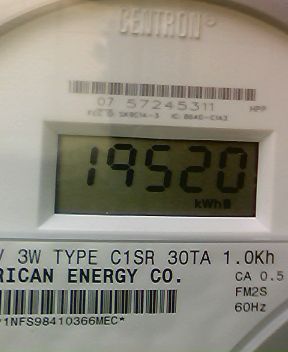 CENTRON®
07 57245311 HPP
19520
kWh
V 3W TYPE C1SR 30TA 1.0Kh
RICAN ENERGY CO. CA 0.5
FM2S
*1NFS98410366MEC* 60Hz